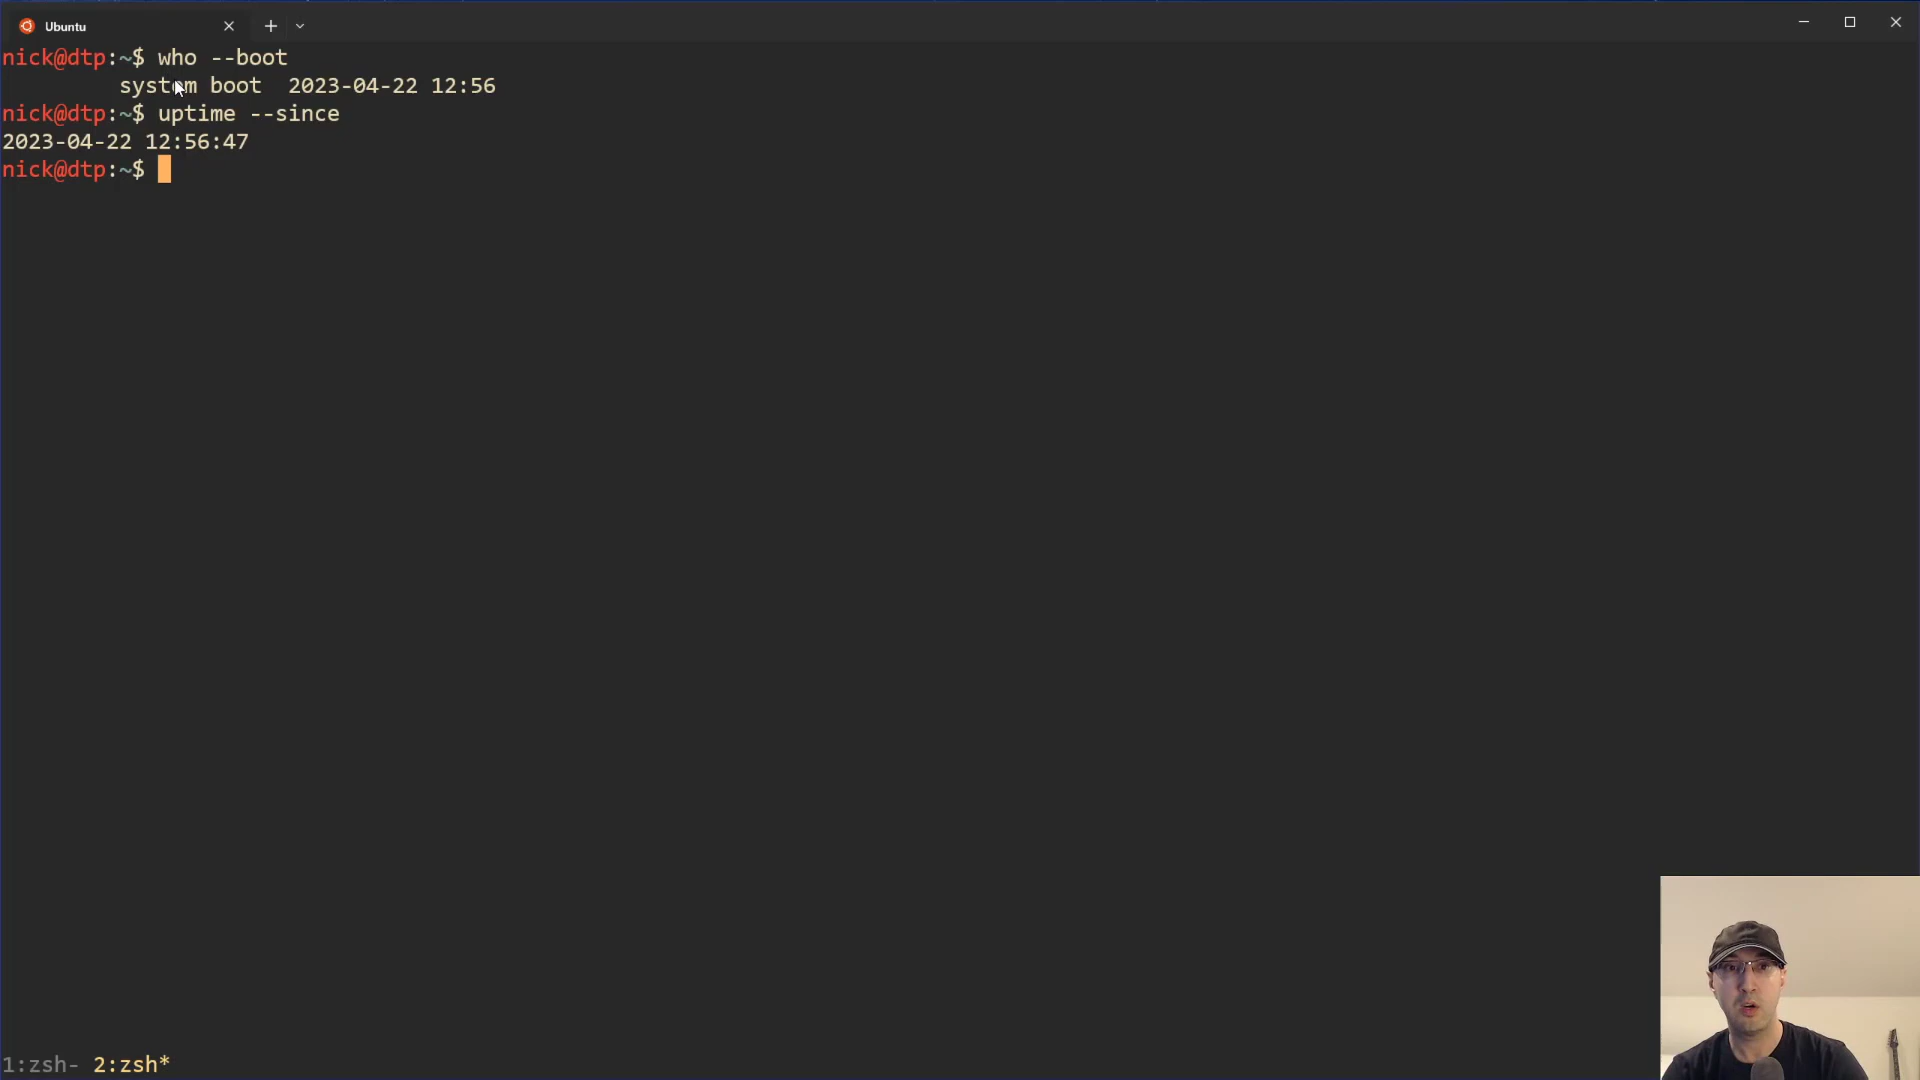 Ubuntu
nick@dtp:~$ who --boot
system boot  2023-04-22 12:56
nick@dtp:~$ uptime --since
2023-04-22 12:56:47
nick@dtp:~$
1:zsh- 2:zsh*